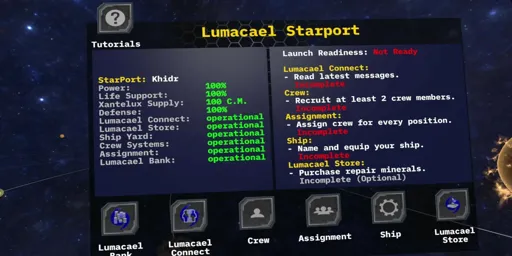 Tutorials
Lumacael Starport
StarPort: Khidr
Power: 100%
Life Support: 100%
Xantelux Supply: 100 C.M.
Defense: 100%
Lumacael Connect: operational
Lumacael Store: operational
Ship Yard: operational
Crew Systems: operational
Assignment: operational
Lumacael Bank: operational
Launch Readiness: Not Ready
Lumacael Connect:
- Read latest messages.
Incomplete
Crew:
- Recruit at least 2 crew members.
Incomplete
Assignment:
- Assign crew for every position.
Incomplete
Ship:
- Name and equip your ship.
Incomplete
Lumacael Store:
- Purchase repair minerals.
Incomplete (Optional)
Lumacael
Bank
Lumacael
Connect
Crew
Assignment
Ship
Lumacael
Store